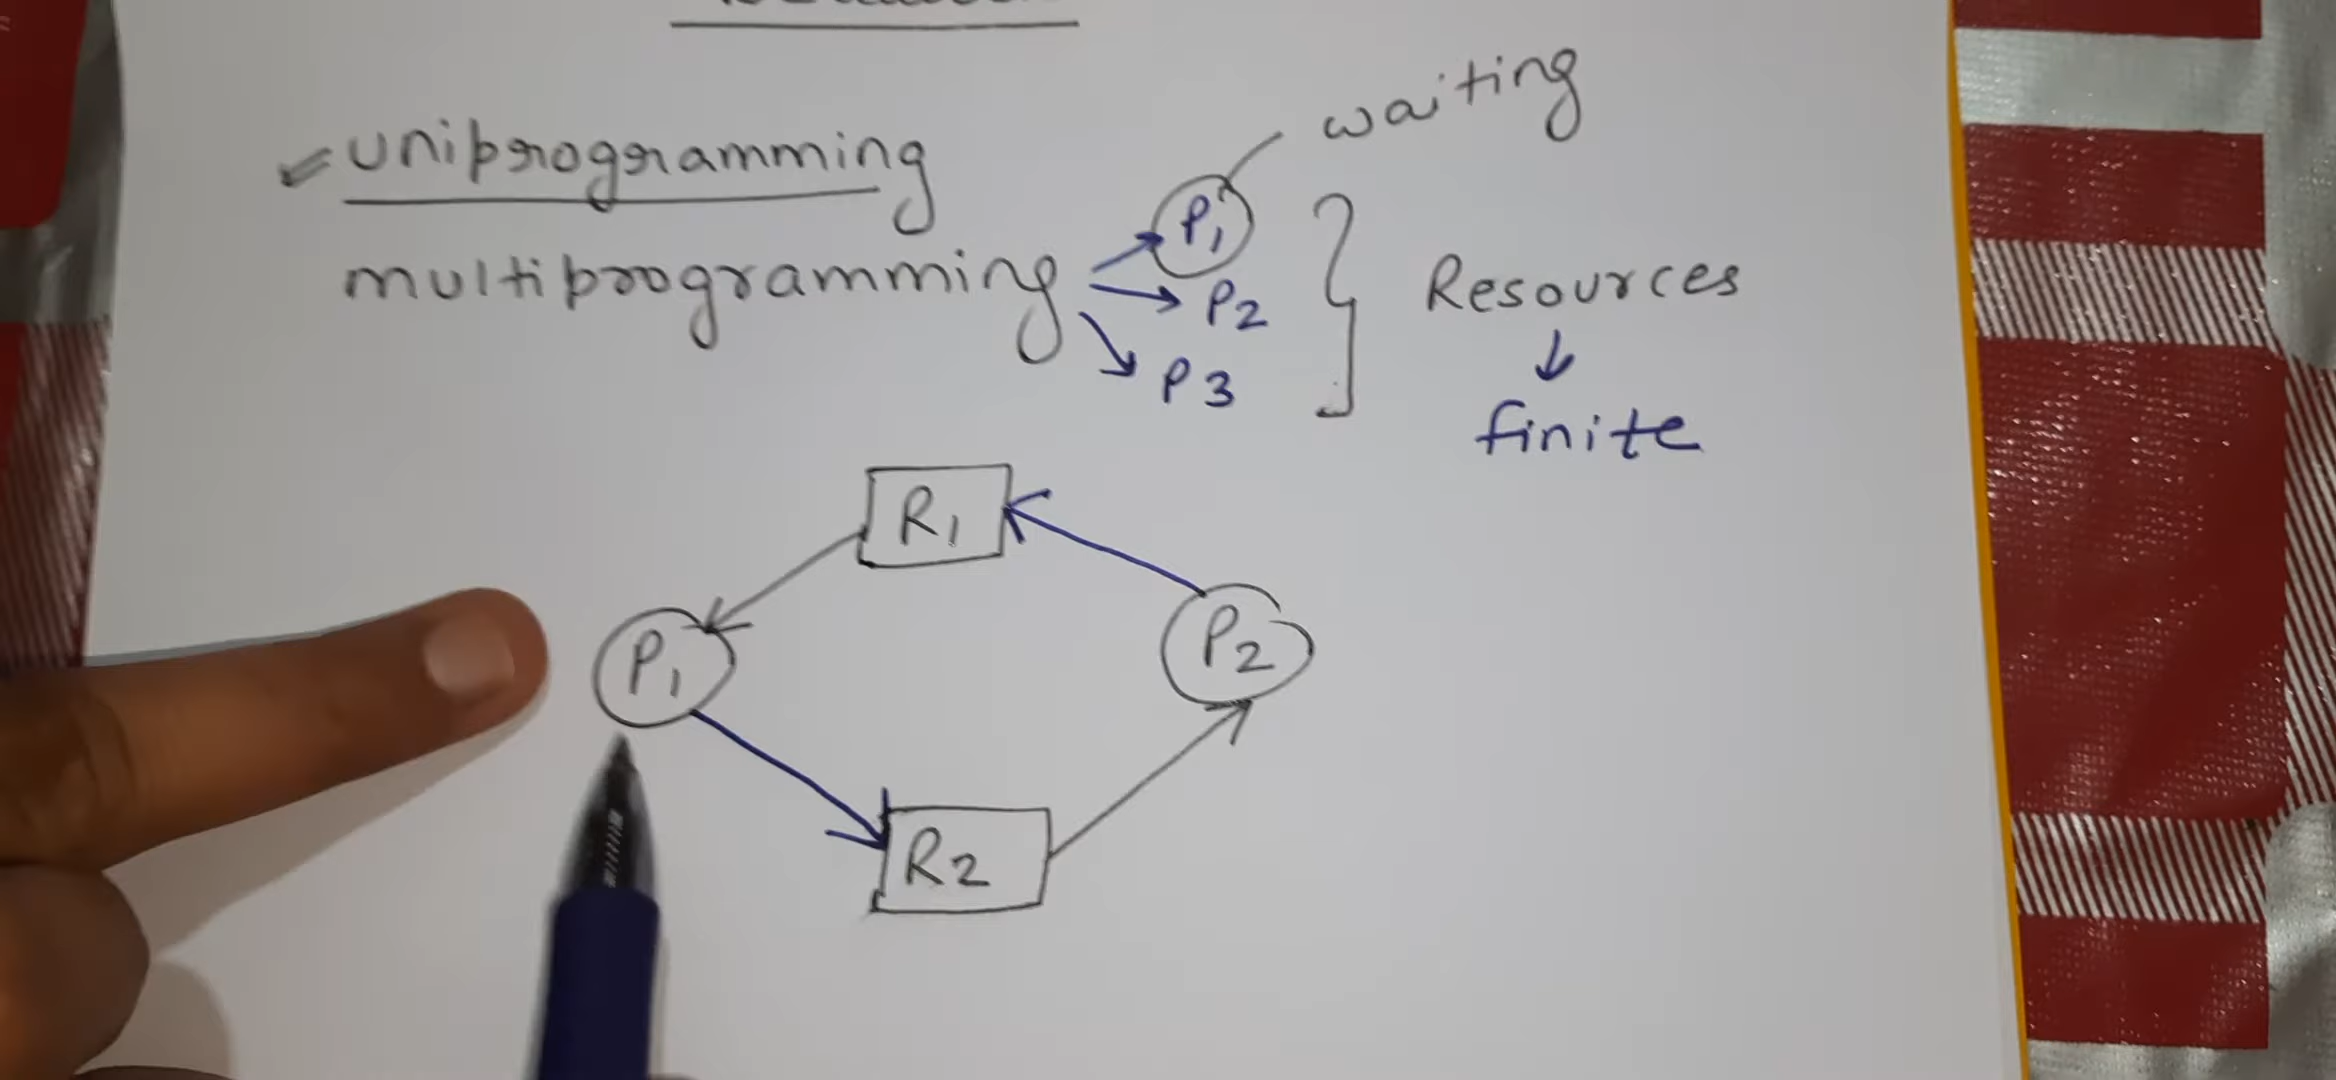 waiting
uniprogramming
multiprogramming P1
P2
P3
Resources
finite
R1
P1
P2
R2